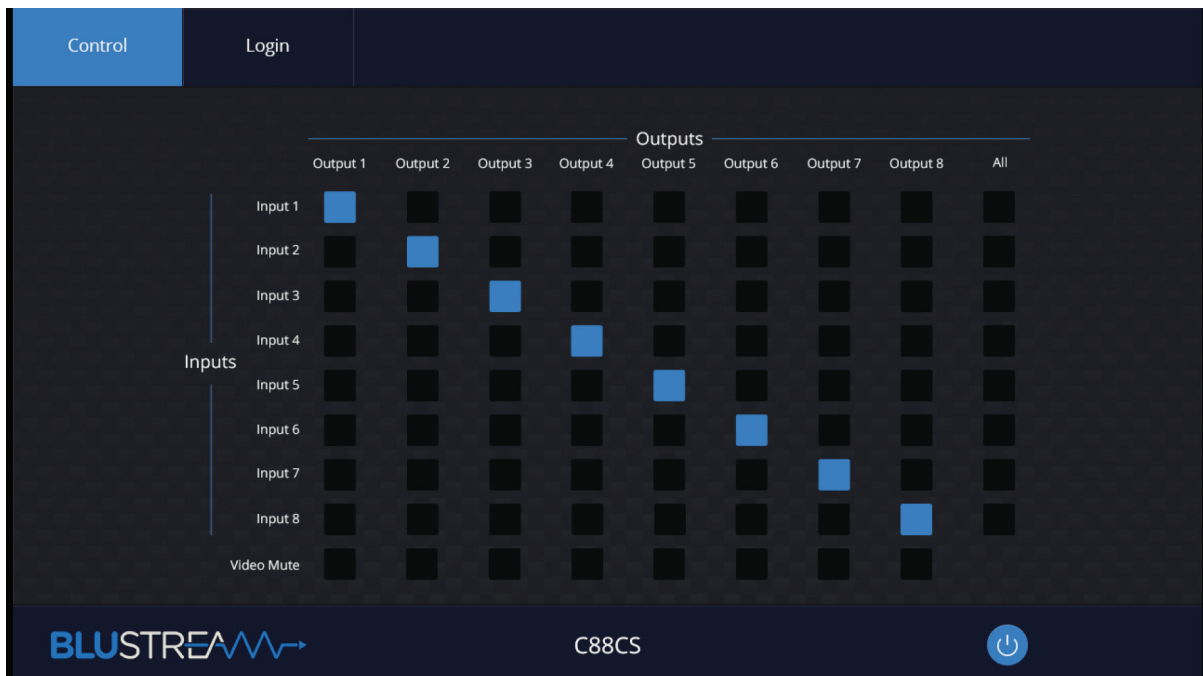 Control Login
Outputs
Output 1 Output 2 Output 3 Output 4 Output 5 Output 6 Output 7 Output 8 All
Input 1
Input 2
Input 3
Input 4
Inputs
Input 5
Input 6
Input 7
Input 8
Video Mute
BLUSTREAM C88CS